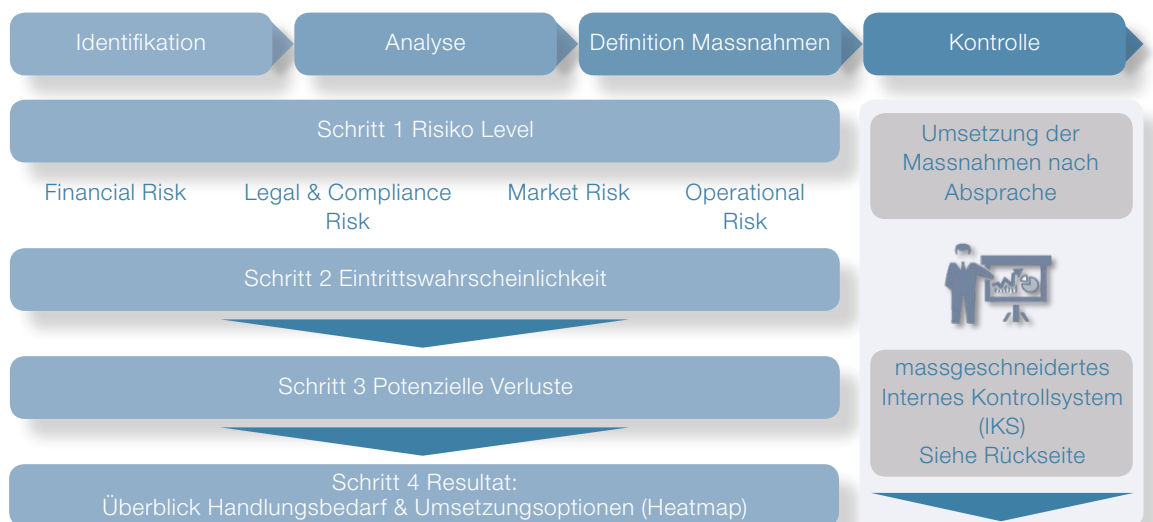 Identifikation
Analyse
Definition Massnahmen
Kontrolle
Schritt 1 Risiko Level
Financial Risk
Legal & Compliance
Risk
Market Risk
Operational
Risk
Schritt 2 Eintrittswahrscheinlichkeit
Schritt 3 Potenzielle Verluste
Schritt 4 Resultat:
Überblick Handlungsbedarf & Umsetzungsoptionen (Heatmap)
Umsetzung der
Massnahmen nach
Absprache
massgeschneidertes
Internes Kontrollsystem
(IKS)
Siehe Rückseite